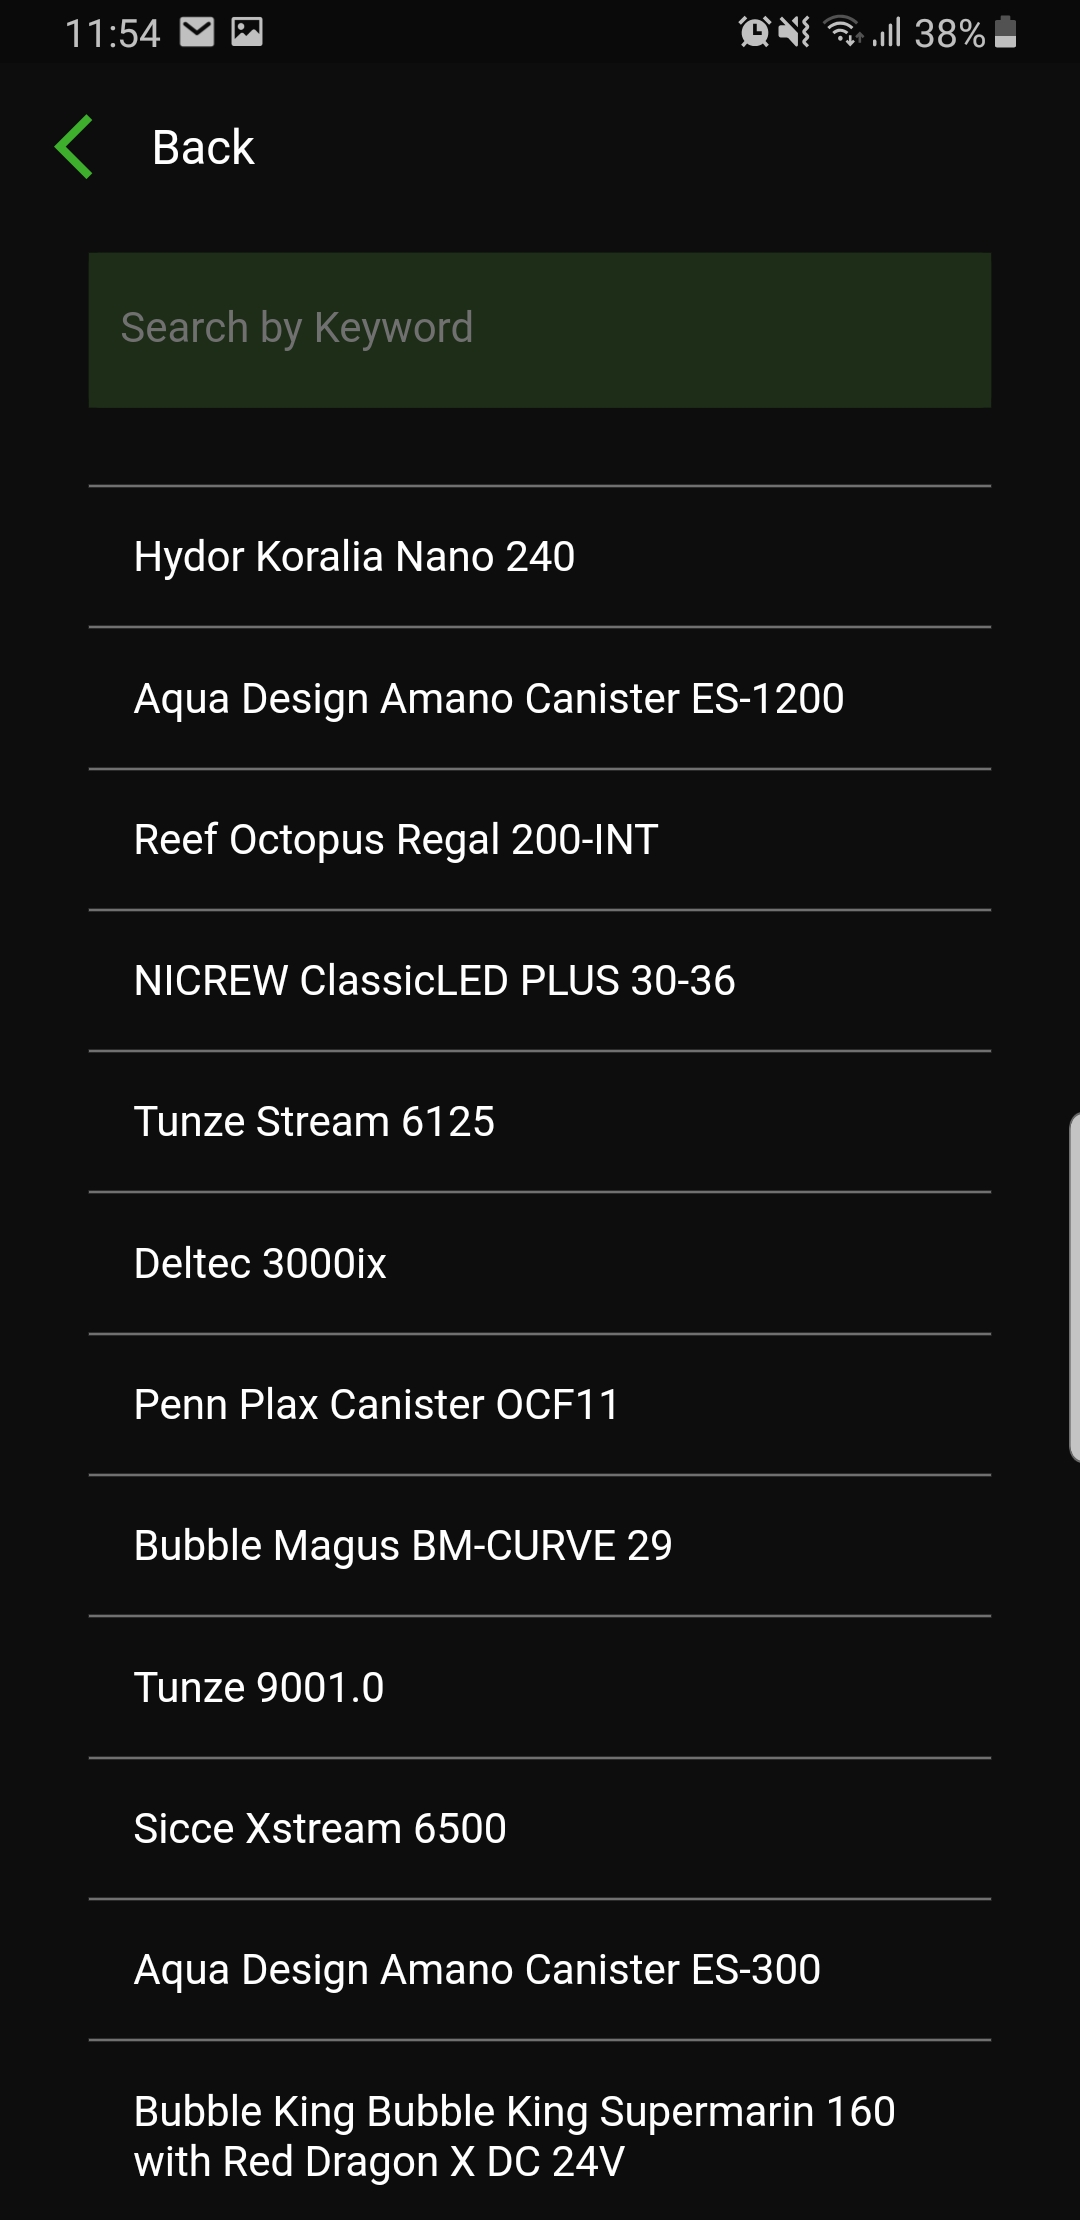 11:54
38%
Back
Search by Keyword
Hydor Koralia Nano 240
Aqua Design Amano Canister ES-1200
Reef Octopus Regal 200-INT
NICREW ClassicLED PLUS 30-36
Tunze Stream 6125
Deltec 3000ix
Penn Plax Canister OCF11
Bubble Magus BM-CURVE 29
Tunze 9001.0
Sicce Xstream 6500
Aqua Design Amano Canister ES-300
Bubble King Bubble King Supermarin 160
with Red Dragon X DC 24V